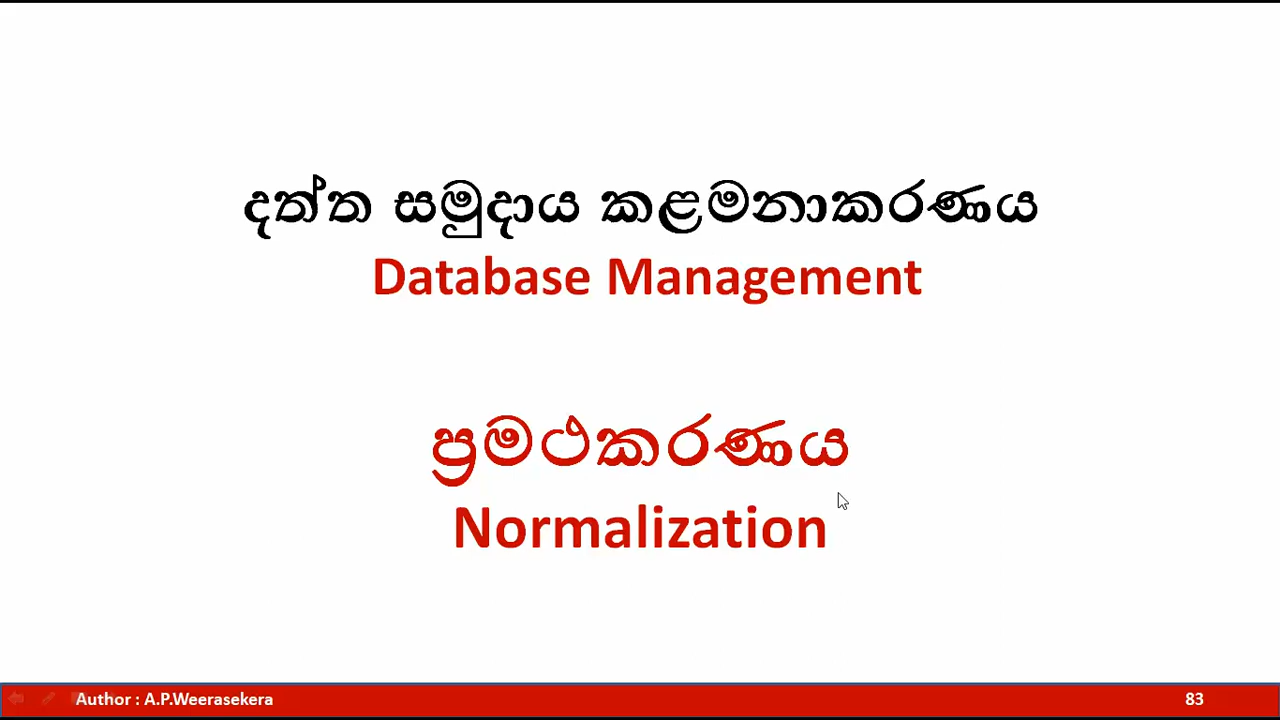 දත්ත සමුදාය කළමනාකරණය
Database Management
ප්‍රමථකරණය
Normalization
Author : A.P.Weerasekera
83